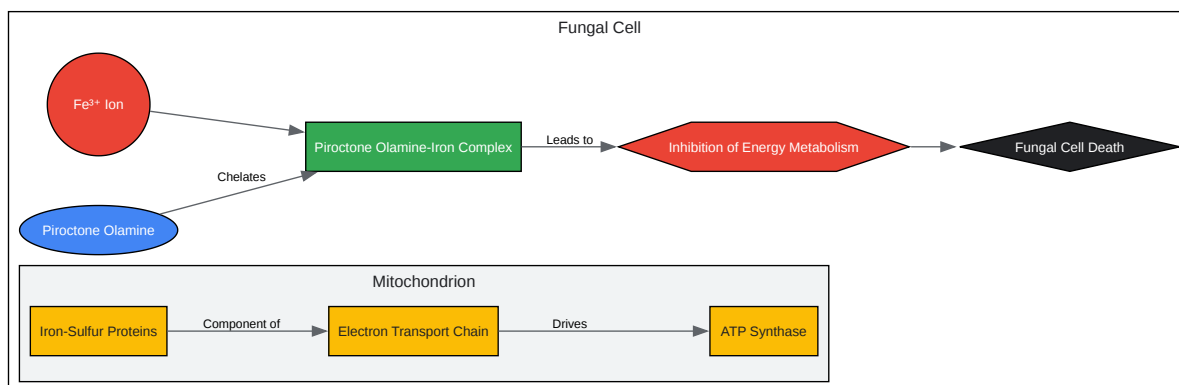 Fungal Cell
Fe³⁺ Ion
Piroctone Olamine-Iron Complex
Leads to
Inhibition of Energy Metabolism
Fungal Cell Death
Chelates
Piroctone Olamine
Mitochondrion
Iron-Sulfur Proteins
Component of
Electron Transport Chain
Drives
ATP Synthase